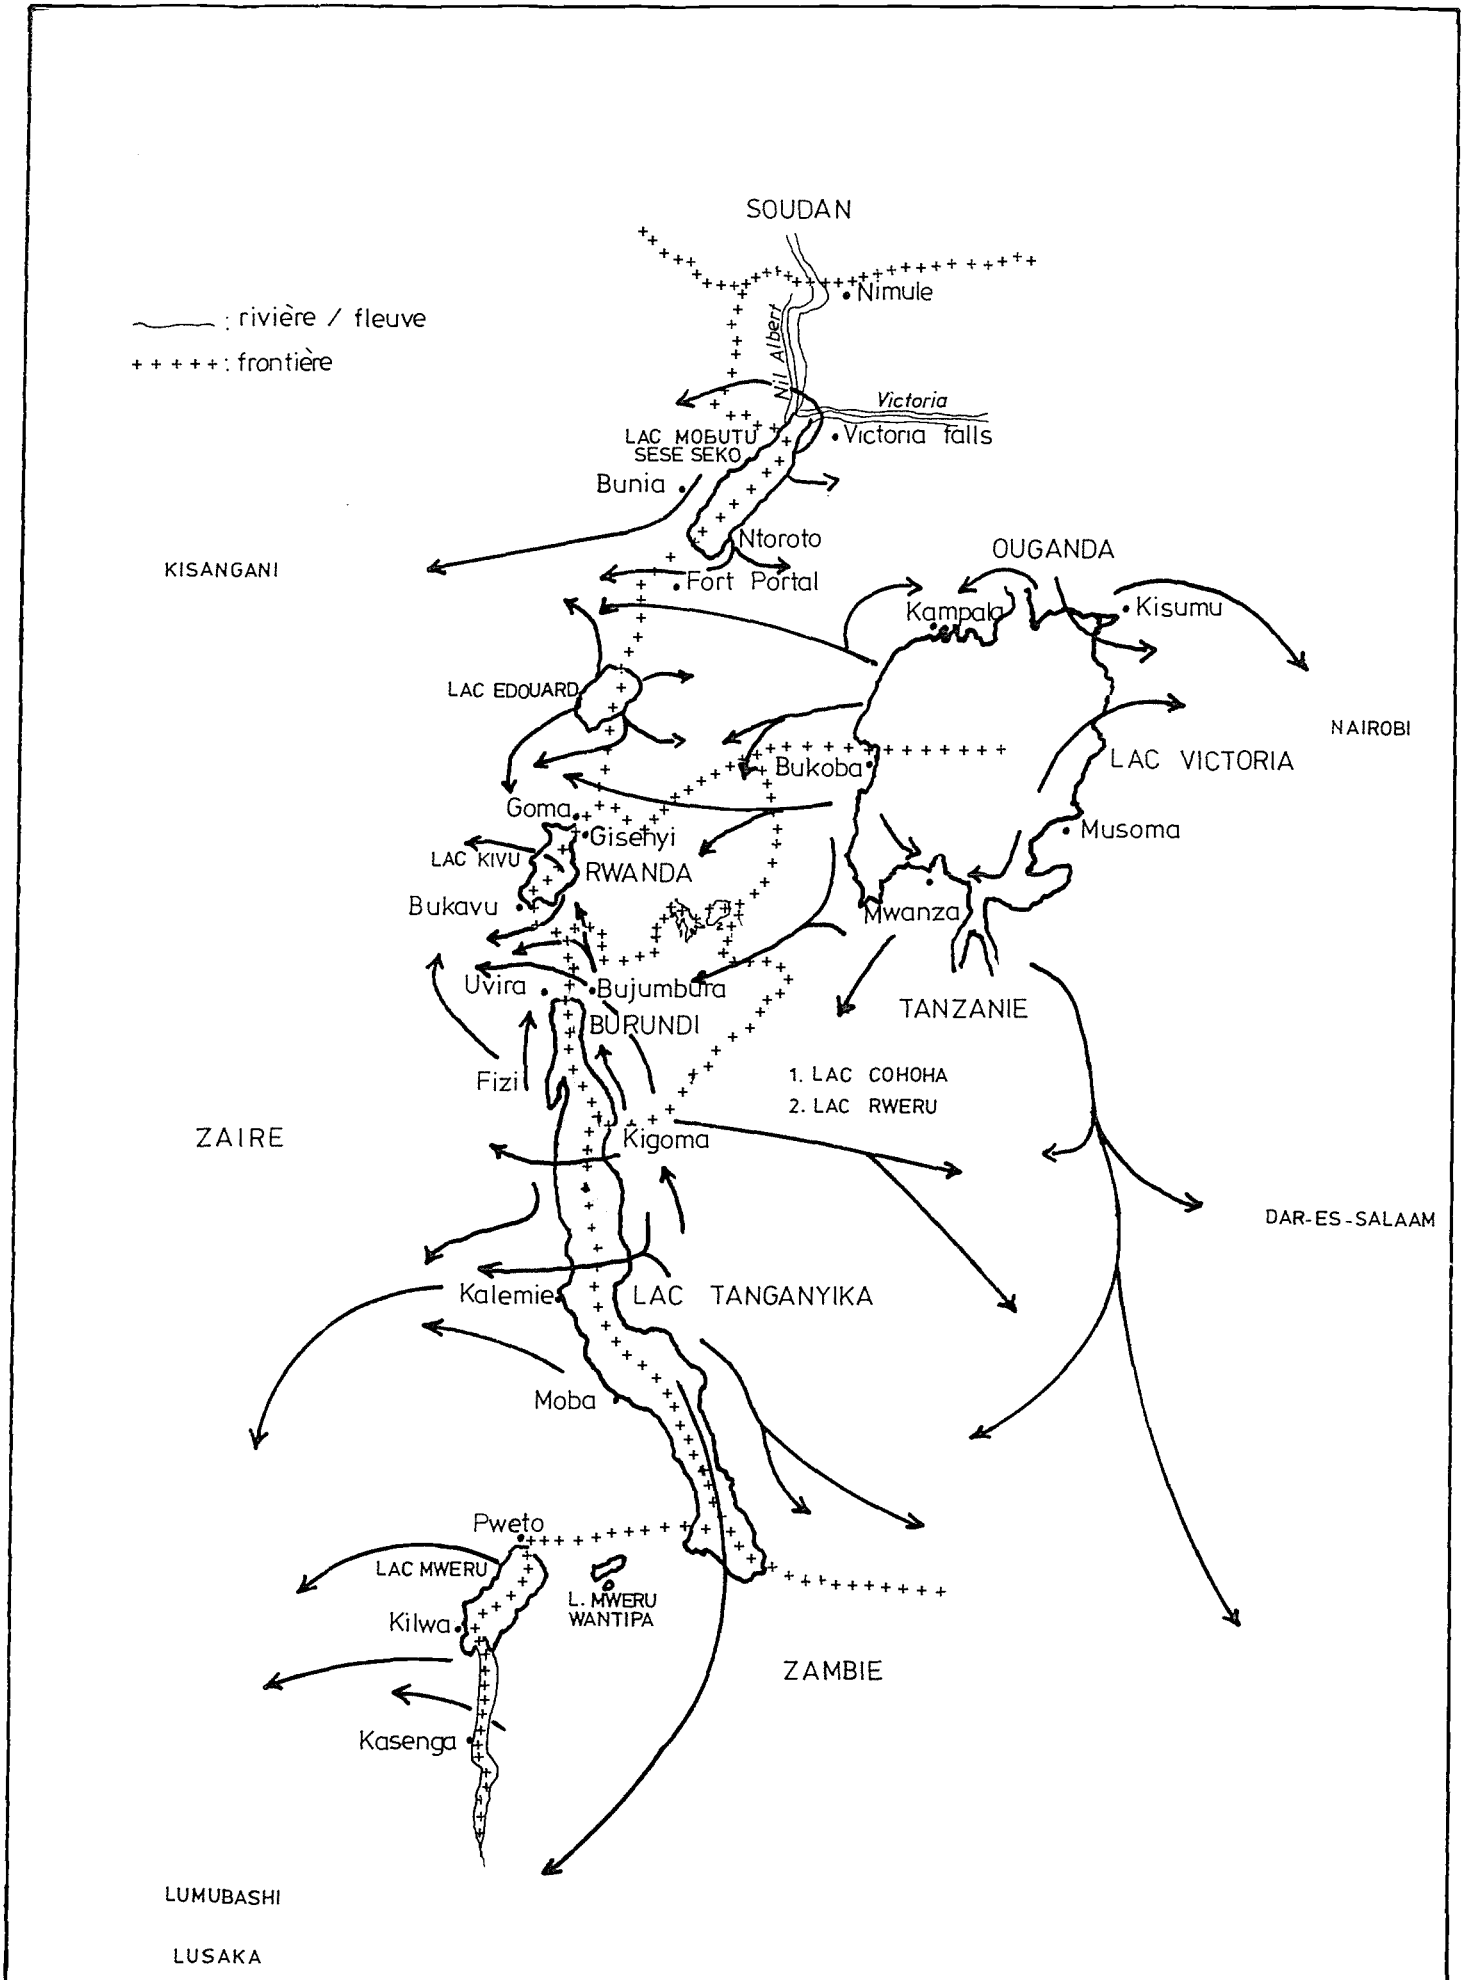 SOUDAN
Nimule
: rivière / fleuve
+ + + + + : frontière
Nil Albert
Victoria
Victoria falls
LAC MOBUTU
SESE SEKO
Bunia
Ntoroto
OUGANDA
KISANGANI
Fort Portal
Kampala
Kisumu
LAC EDOUARD
NAIROBI
LAC VICTORIA
Bukoba
Goma
Gisenyi
Musoma
LAC KIVU
RWANDA
Bukavu
Mwanza
2
Uvira
Bujumbura
TANZANIE
BURUNDI
Fizi
1. LAC COHOHA
2. LAC RWERU
ZAIRE
Kigoma
DAR-ES-SALAAM
Kalemie
LAC TANGANYIKA
Moba
Pweto
LAC MWERU
L. MWERU
WANTIPA
Kilwa
ZAMBIE
Kasenga
LUMUBASHI
LUSAKA